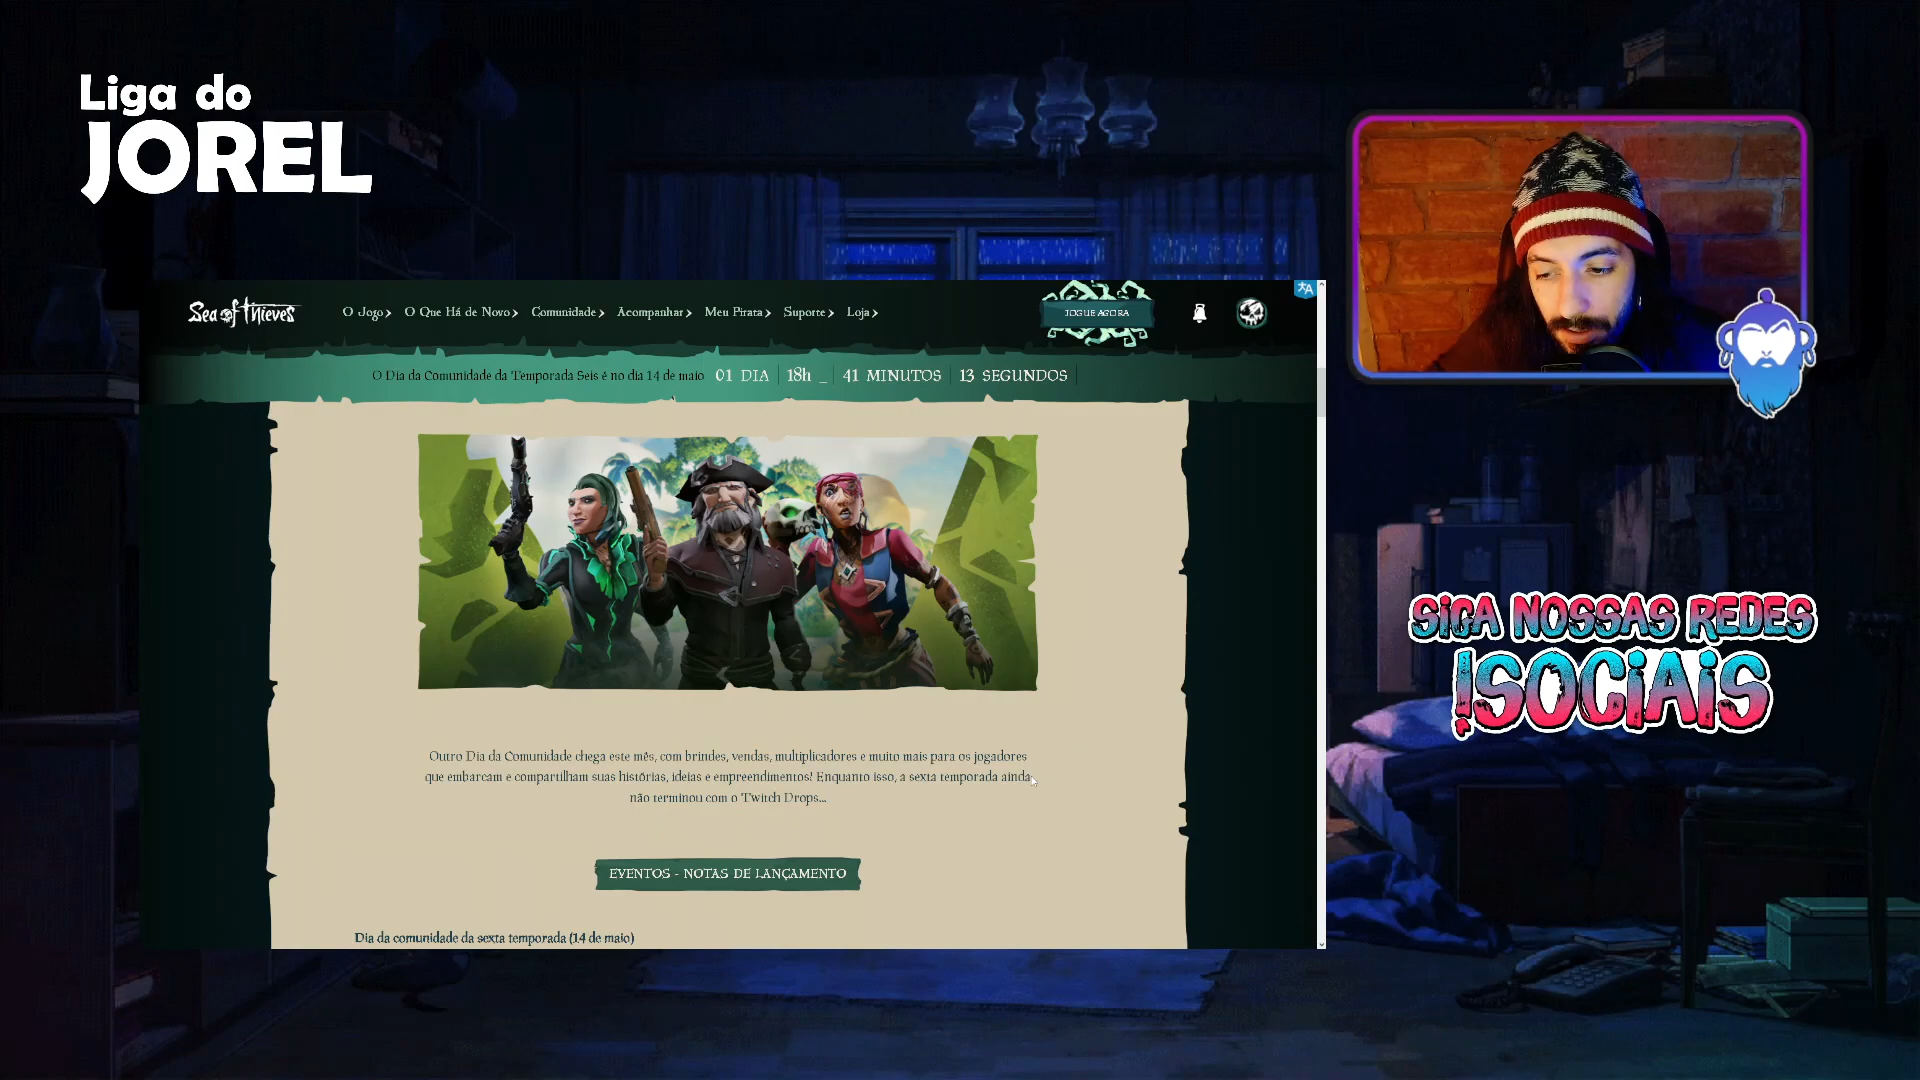 Liga do
JOREL
Sea of Thieves
O Jogo
O Que Há de Novo
Comunidade
Acompanhar
Meu Pirata
Suporte
Loja
JOGUE AGORA
O Dia da Comunidade da Temporada Seis é no dia 14 de maio 01 DIA 18h _ 41 MINUTOS 13 SEGUNDOS
Outro Dia da Comunidade chega este mês, com brindes, vendas, multiplicadores e muito mais para os jogadores
que embarcam e compartilham suas histórias, ideias e empreendimentos! Enquanto isso, a sexta temporada ainda
não terminou com o Twitch Drops...
EVENTOS - NOTAS DE LANÇAMENTO
Dia da comunidade da sexta temporada (14 de maio)
SIGA NOSSAS REDES
!SOCIAIS